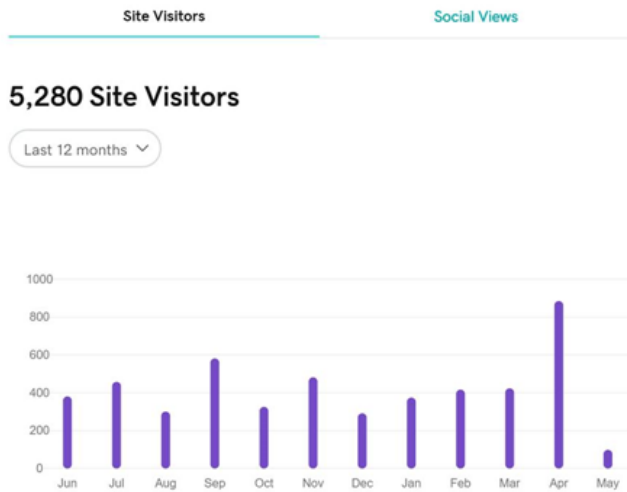 Site Visitors Social Views
5,280 Site Visitors
Last 12 months
1000
800
600
400
200
0
Jun Jul Aug Sep Oct Nov Dec Jan Feb Mar Apr May